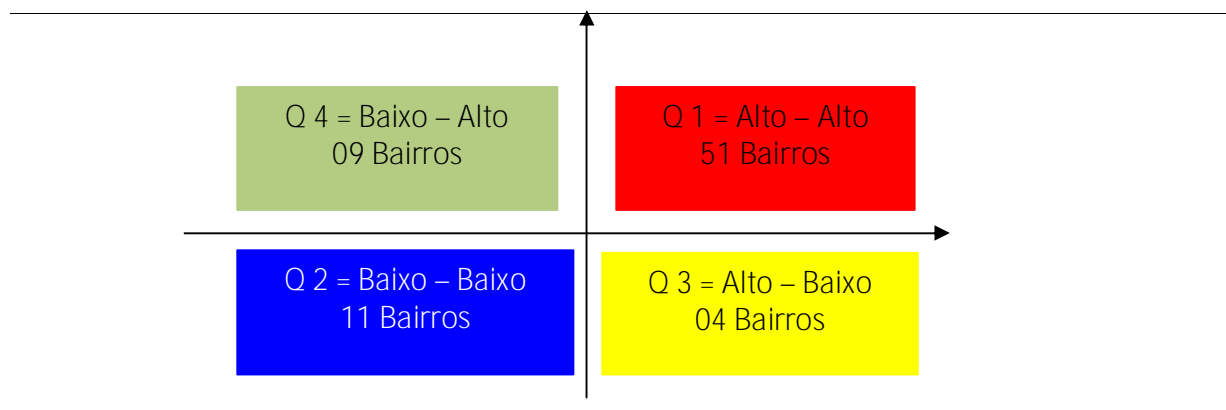 Q 4 = Baixo – Alto
09 Bairros
Q 1 = Alto – Alto
51 Bairros
Q 2 = Baixo – Baixo
11 Bairros
Q 3 = Alto – Baixo
04 Bairros